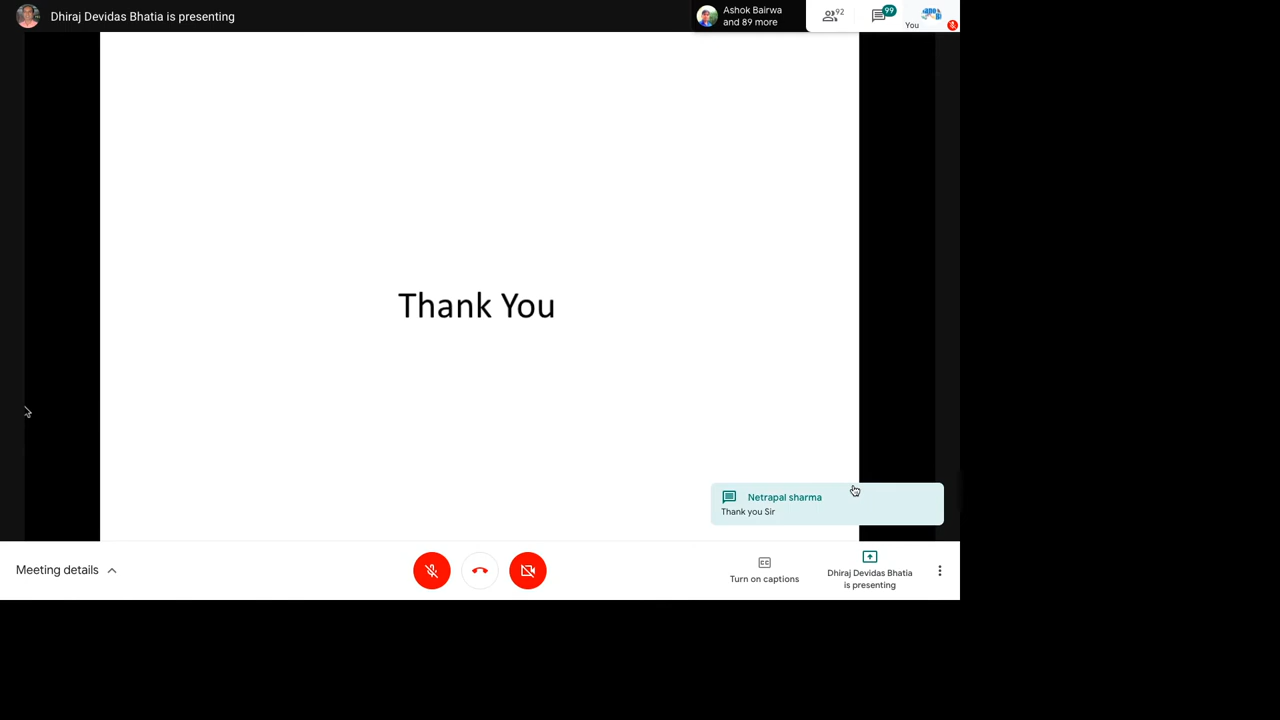 Dhiraj Devidas Bhatia is presenting
Ashok Bairwa
and 89 more
92
99
You
Thank You
Netrapal sharma
Thank you Sir
Meeting details
CC
Turn on captions
Dhiraj Devidas Bhatia
is presenting